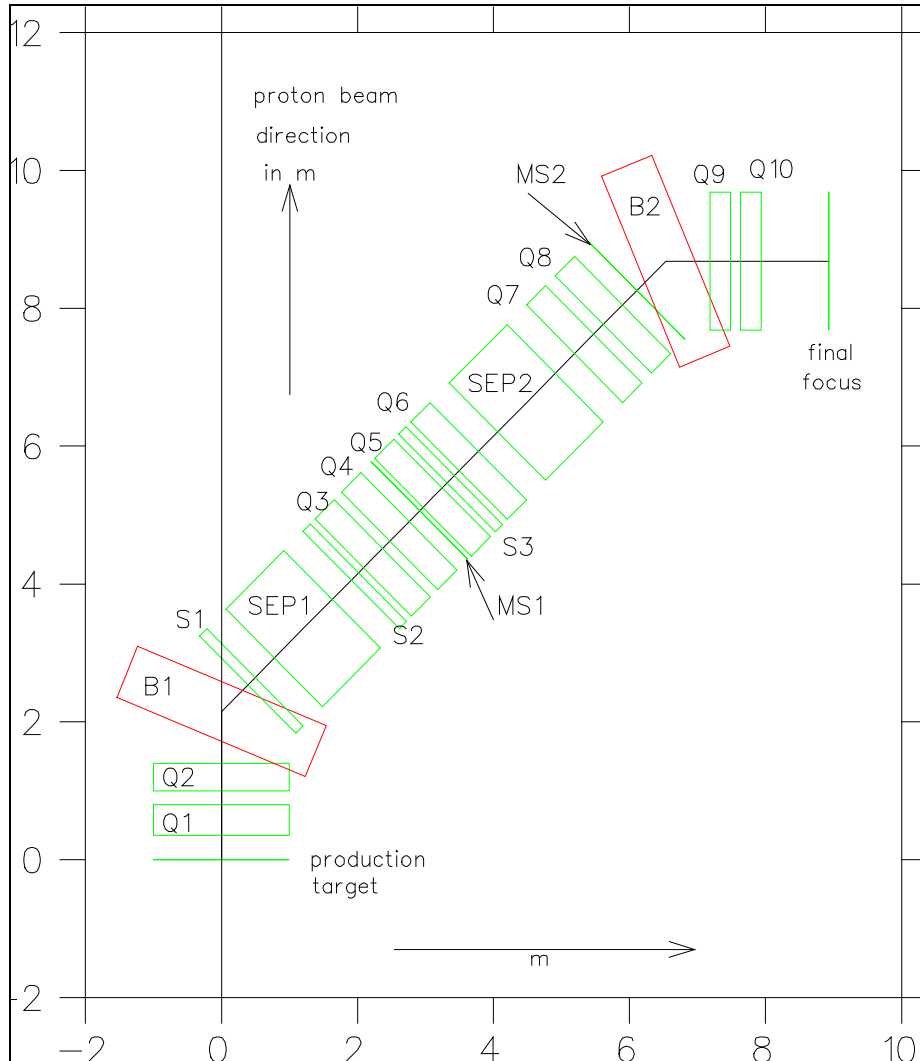 12
proton beam
direction
in m
10
MS2
Q9
Q10
B2
Q8
Q7
8
final
focus
SEP2
Q6
6
Q5
Q4
Q3
S3
4
SEP1
MS1
S1
S2
B1
2
Q2
Q1
0
production
target
m
-2
-2
0
2
4
6
8
10